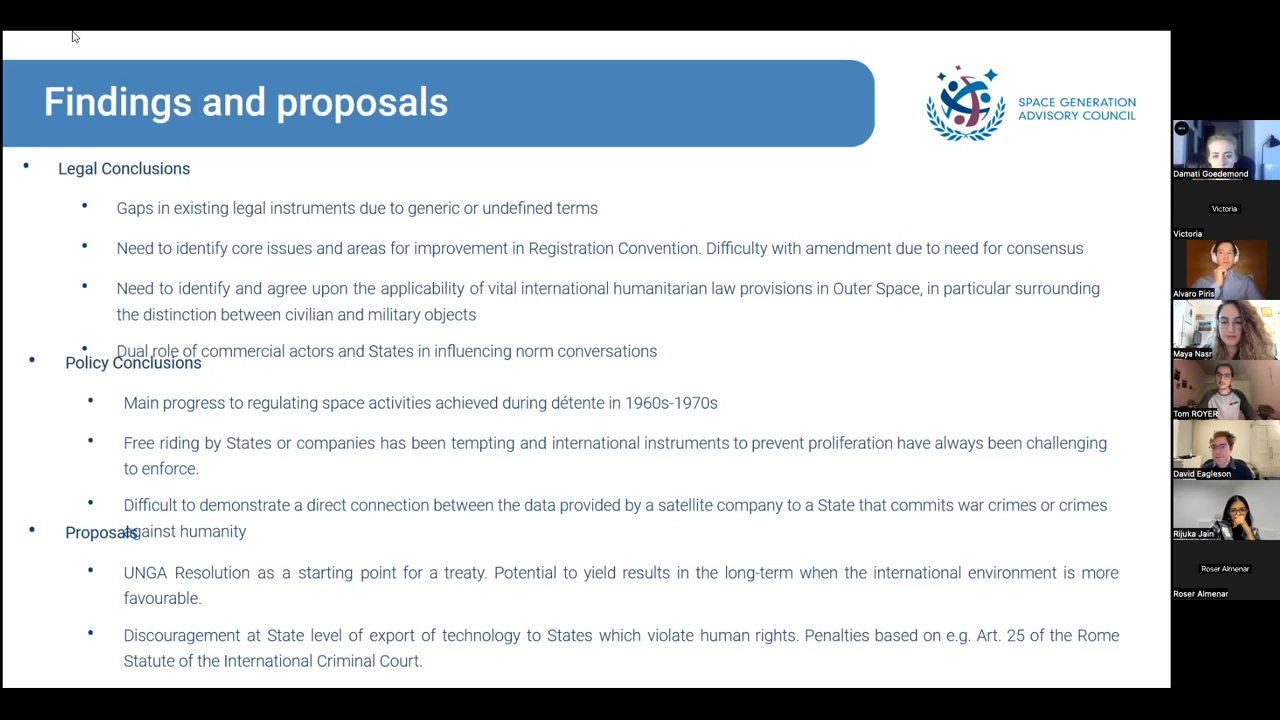 Findings and proposals
SPACE GENERATION
ADVISORY COUNCIL
• Legal Conclusions
• Gaps in existing legal instruments due to generic or undefined terms
• Need to identify core issues and areas for improvement in Registration Convention. Difficulty with amendment due to need for consensus
• Need to identify and agree upon the applicability of vital international humanitarian law provisions in Outer Space, in particular surrounding
the distinction between civilian and military objects
• Dual role of commercial actors and States in influencing norm conversations
• Policy Conclusions
• Main progress to regulating space activities achieved during détente in 1960s-1970s
• Free riding by States or companies has been tempting and international instruments to prevent proliferation have always been challenging
to enforce.
• Difficult to demonstrate a direct connection between the data provided by a satellite company to a State that commits war crimes or crimes
against humanity
• Proposals
• UNGA Resolution as a starting point for a treaty. Potential to yield results in the long-term when the international environment is more
favourable.
• Discouragement at State level of export of technology to States which violate human rights. Penalties based on e.g. Art. 25 of the Rome
Statute of the International Criminal Court.
Damati Goedemond
Victoria
Victoria
Alvaro Piris
Maya Nasr
Tom ROYER
David Eagleson
Rijuka Jain
Roser Almenar
Roser Almenar